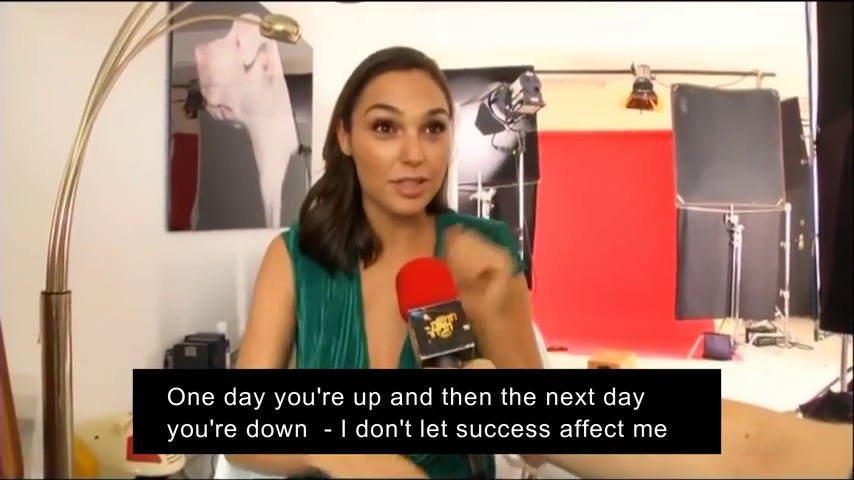 One day you're up and then the next day
you're down  - I don't let success affect me